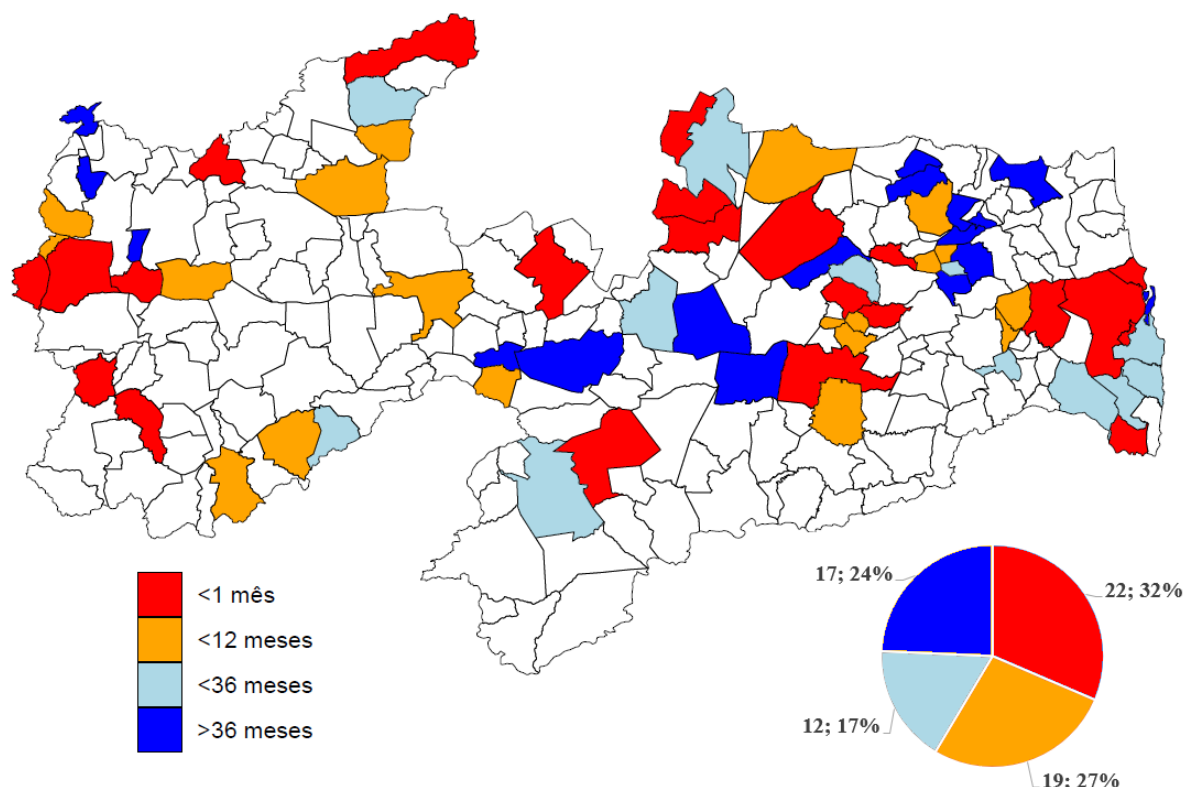 <1 mês
<12 meses
<36 meses
>36 meses
17; 24%
22; 32%
12; 17%
19; 27%